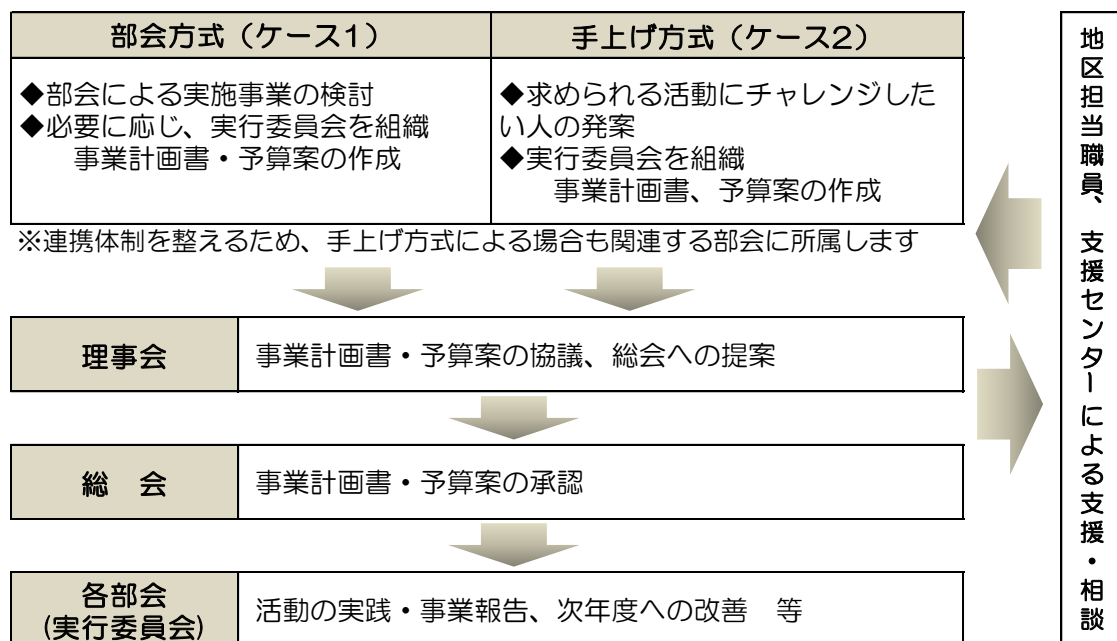 部会方式（ケース1）
手上げ方式（ケース2）
◆部会による実施事業の検討
◆必要に応じ、実行委員会を組織
事業計画書・予算案の作成
◆求められる活動にチャレンジした
い人の発案
◆実行委員会を組織
事業計画書、予算案の作成
※連携体制を整えるため、手上げ方式による場合も関連する部会に所属します
理事会
事業計画書・予算案の協議、総会への提案
総　会
事業計画書・予算案の承認
各部会
(実行委員会)
活動の実践・事業報告、次年度への改善　等
地区担当職員、支援センターによる支援・相談